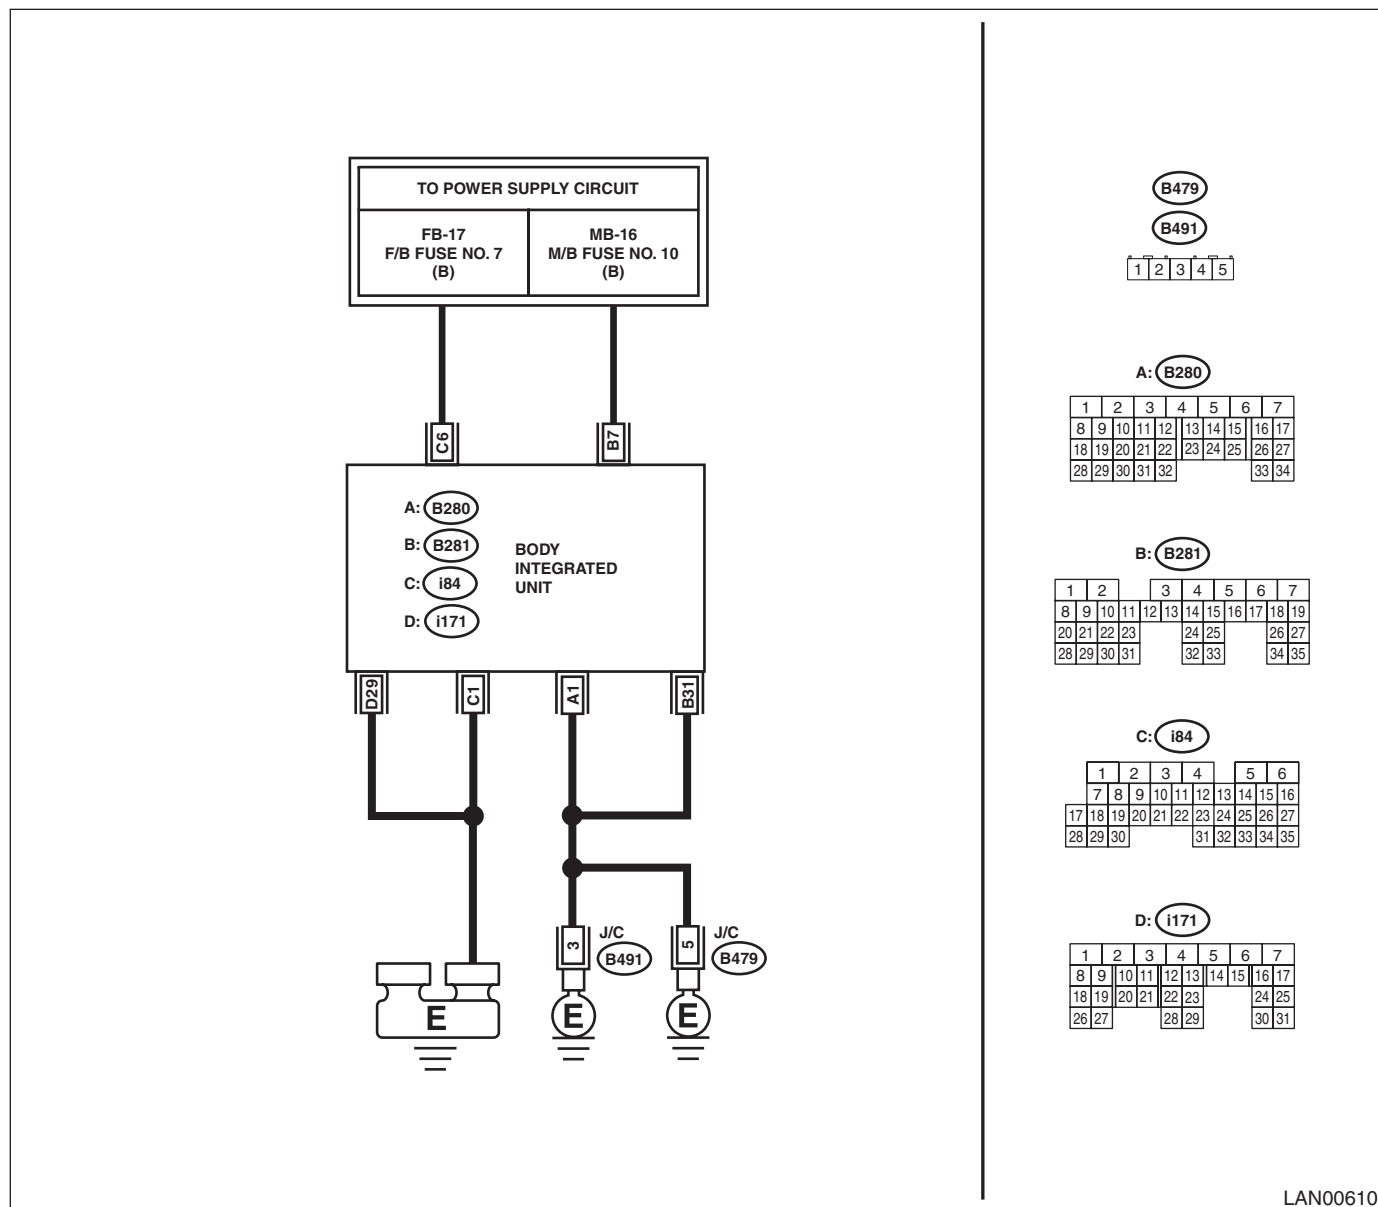 TO POWER SUPPLY CIRCUIT
FB-17
F/B FUSE NO. 7
(B)
MB-16
M/B FUSE NO. 10
(B)
C6
B7
A: B280
B: B281
C: i84
D: i171
BODY
INTEGRATED
UNIT
D29
C1
A1
B31
3
J/C
B491
5
J/C
B479
E
E
E
B479
B491
1 2 3 4 5
A: B280
1 2 3 4 5 6 7
8 9 10 11 12 13 14 15 16 17
18 19 20 21 22 23 24 25 26 27
28 29 30 31 32 33 34
B: B281
1 2 3 4 5 6 7
8 9 10 11 12 13 14 15 16 17 18 19
20 21 22 23 24 25 26 27
28 29 30 31 32 33 34 35
C: i84
1 2 3 4 5 6
7 8 9 10 11 12 13 14 15 16
17 18 19 20 21 22 23 24 25 26 27
28 29 30 31 32 33 34 35
D: i171
1 2 3 4 5 6 7
8 9 10 11 12 13 14 15 16 17
18 19 20 21 22 23 24 25
26 27 28 29 30 31
LAN00610